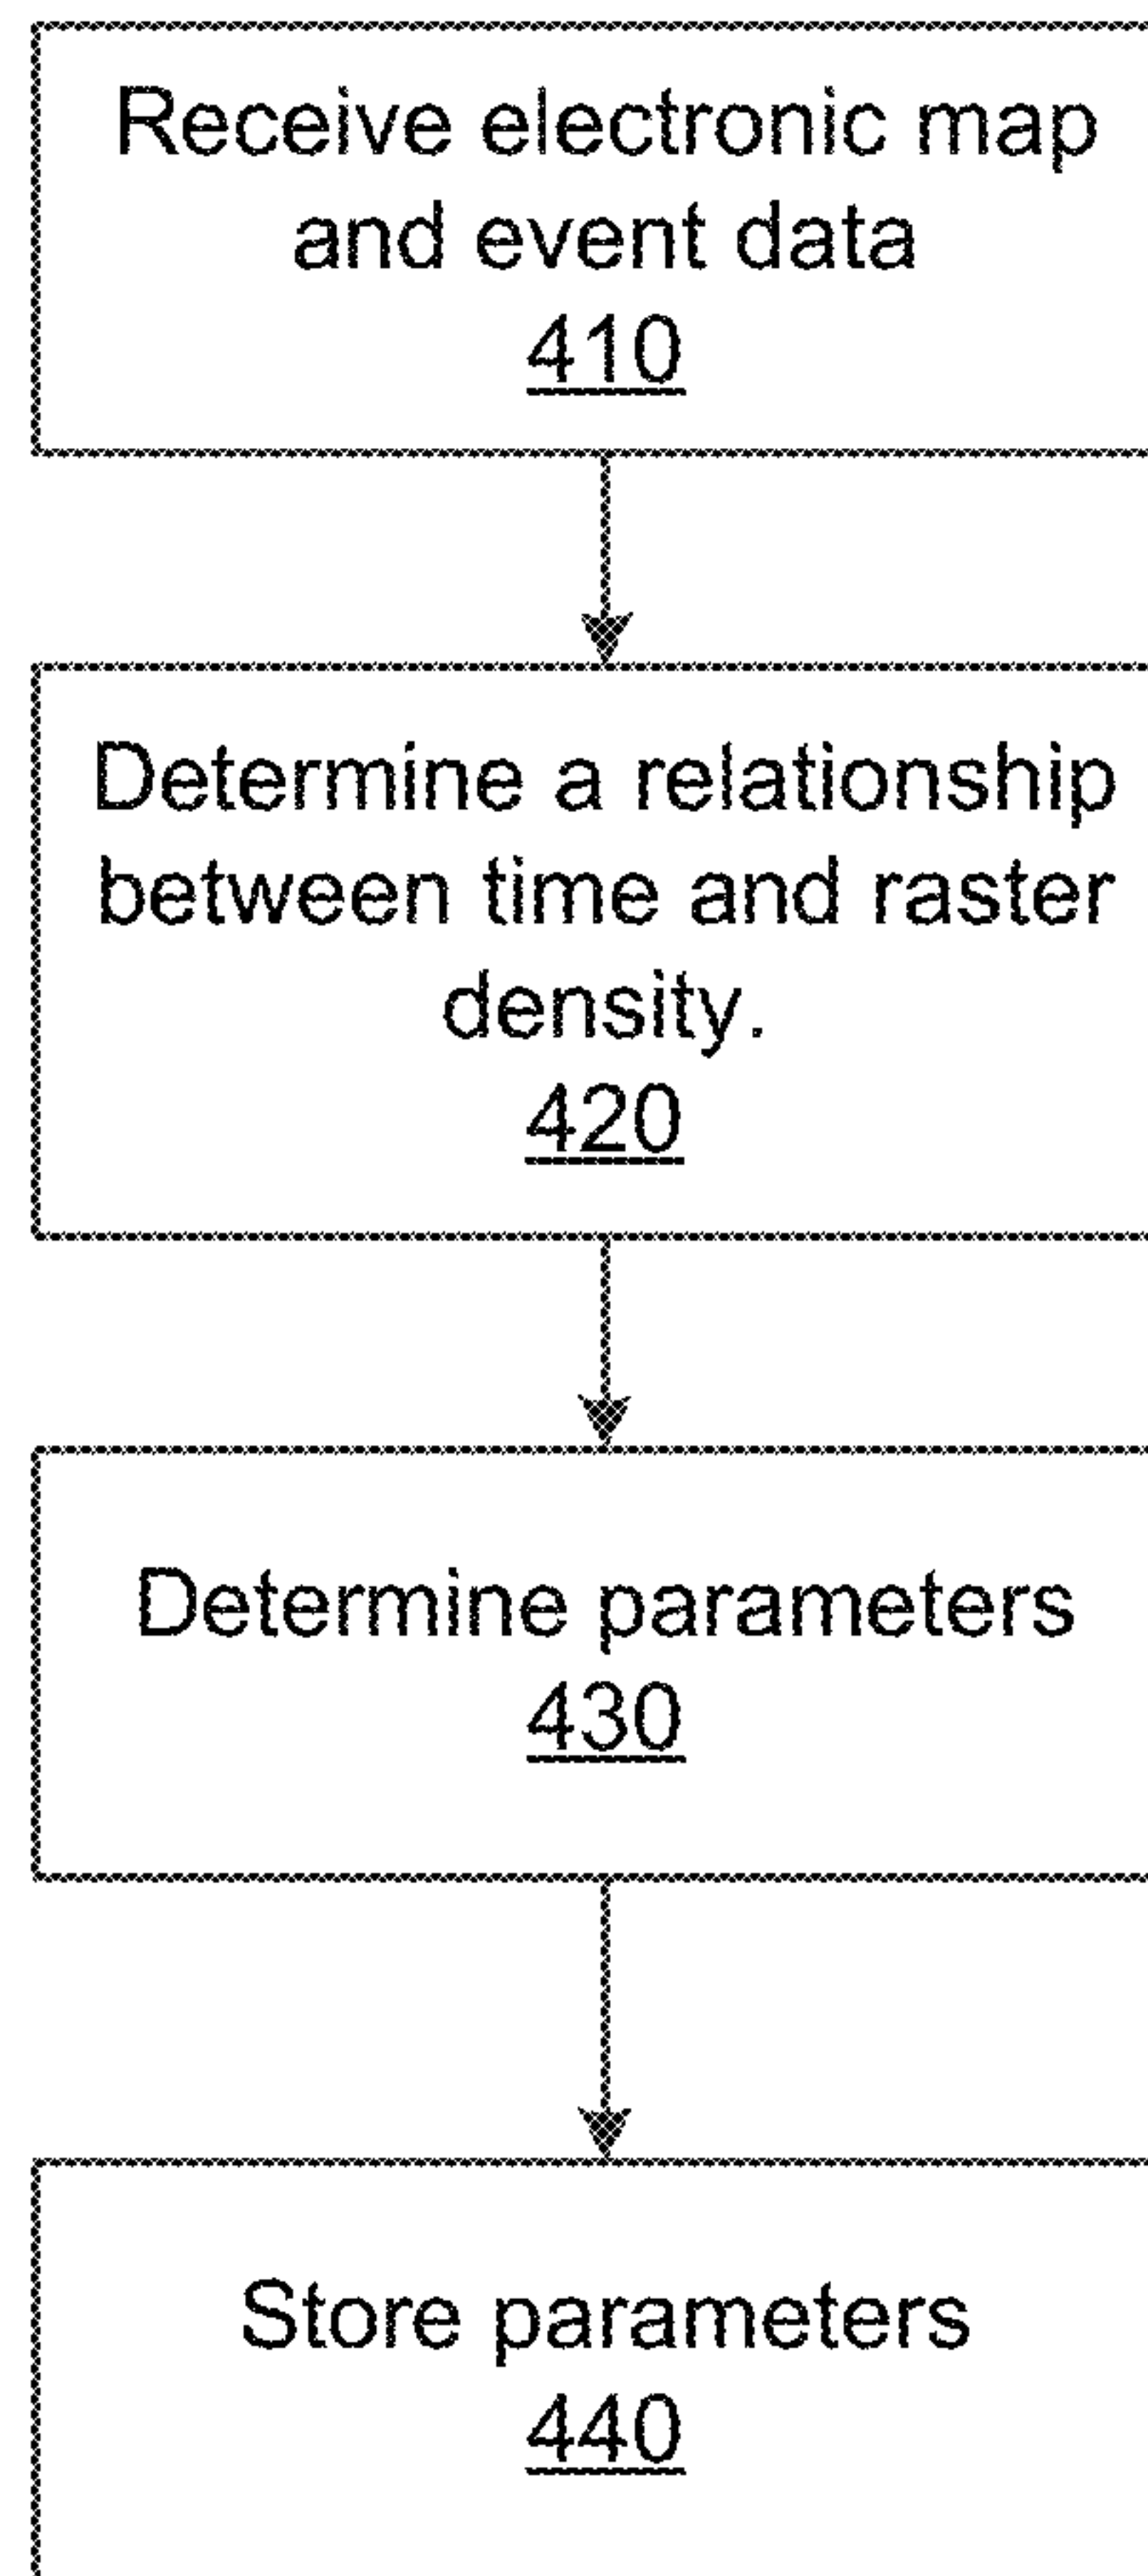 Receive electronic map
and event data
410
Determine a relationship
between time and raster
density.
420
Determine parameters
430
Store parameters
440